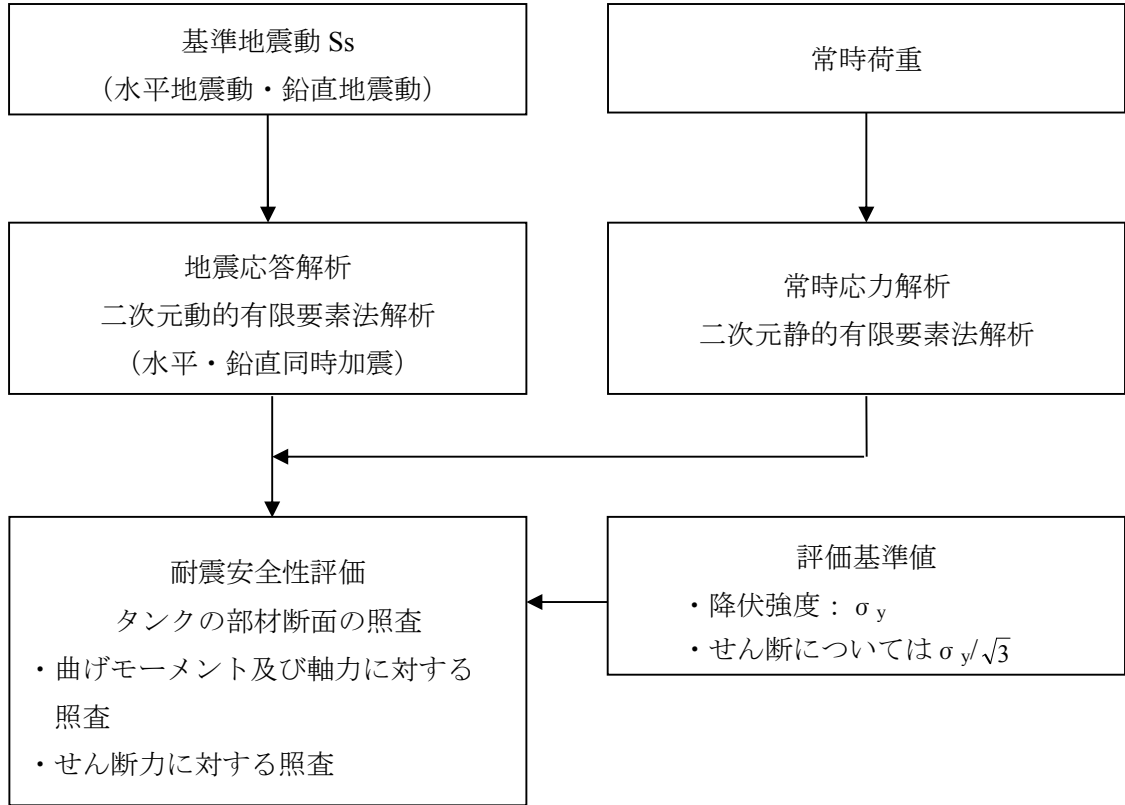 基準地震動 Ss
（水平地震動・鉛直地震動）
常時荷重
地震応答解析
二次元動的有限要素法解析
（水平・鉛直同時加震）
常時応力解析
二次元静的有限要素法解析
耐震安全性評価
タンクの部材断面の照査
・曲げモーメント及び軸力に対する
照査
・せん断力に対する照査
評価基準値
・降伏強度：σy
・せん断についてはσy/√3